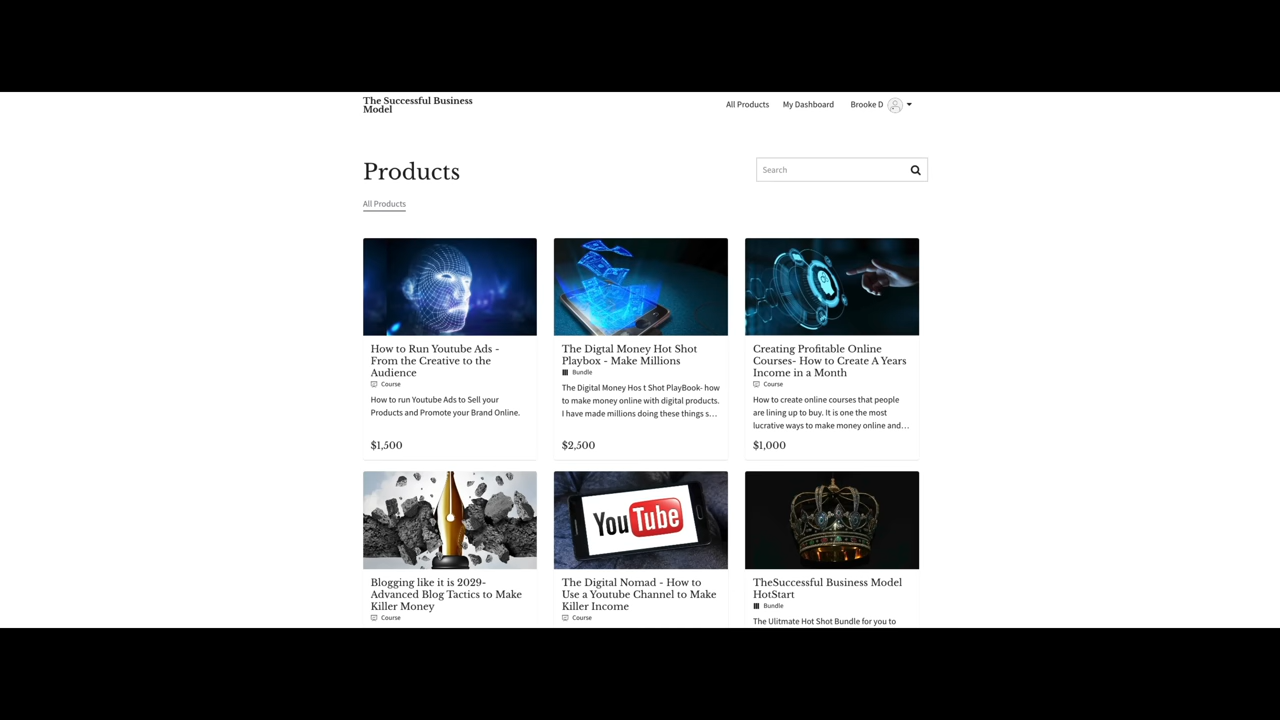 The Successful Business
Model
All Products
My Dashboard
Brooke D
Products
Search
All Products
How to Run Youtube Ads -
From the Creative to the
Audience
Course
How to run Youtube Ads to Sell your
Products and Promote your Brand Online.
$1,500
The Digtal Money Hot Shot
Playbox - Make Millions
Bundle
The Digital Money Hos t Shot PlayBook- how
to make money online with digital products.
I have made millions doing these things s...
$2,500
Creating Profitable Online
Courses- How to Create A Years
Income in a Month
Course
How to create online courses that people
are lining up to buy. It is one the most
lucrative ways to make money online and...
$1,000
Blogging like it is 2029-
Advanced Blog Tactics to Make
Killer Money
Course
YouTube
The Digital Nomad - How to
Use a Youtube Channel to Make
Killer Income
Course
TheSuccessful Business Model
HotStart
Bundle
The Ulitmate Hot Shot Bundle for you to